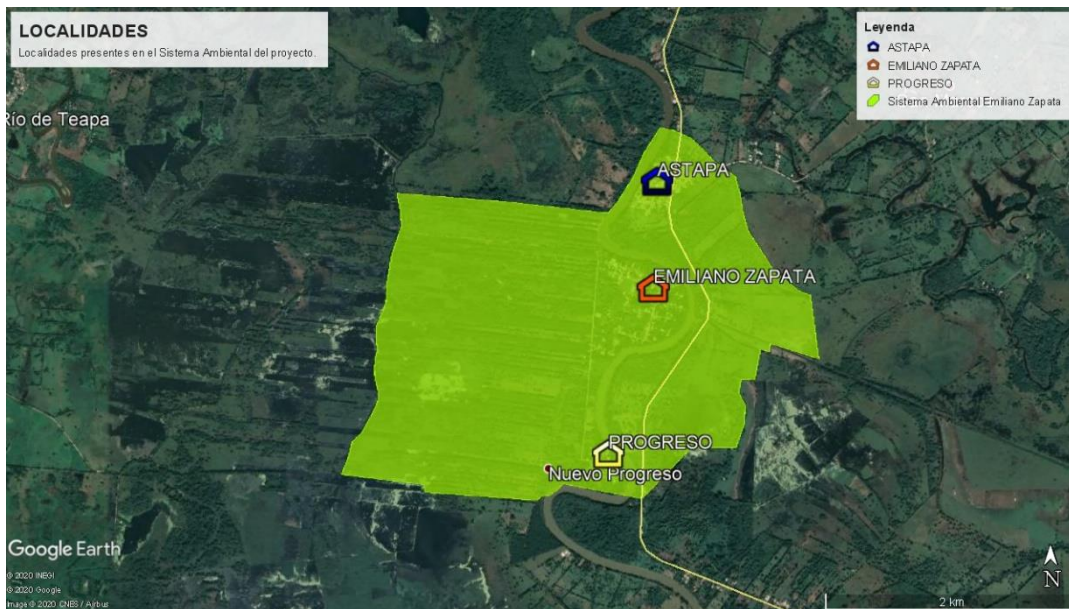 LOCALIDADES
Localidades presentes en el Sistema Ambiental del proyecto.
Leyenda
ASTAPA
EMILIANO ZAPATA
PROGRESO
Sistema Ambiental Emiliano Zapata
Río de Teapa
ASTAPA
EMILIANO ZAPATA
PROGRESO
Nuevo Progreso
Google Earth
© 2020 INEGI
© 2020 Google
Image © 2020 CNES / Airbus
N
2 km